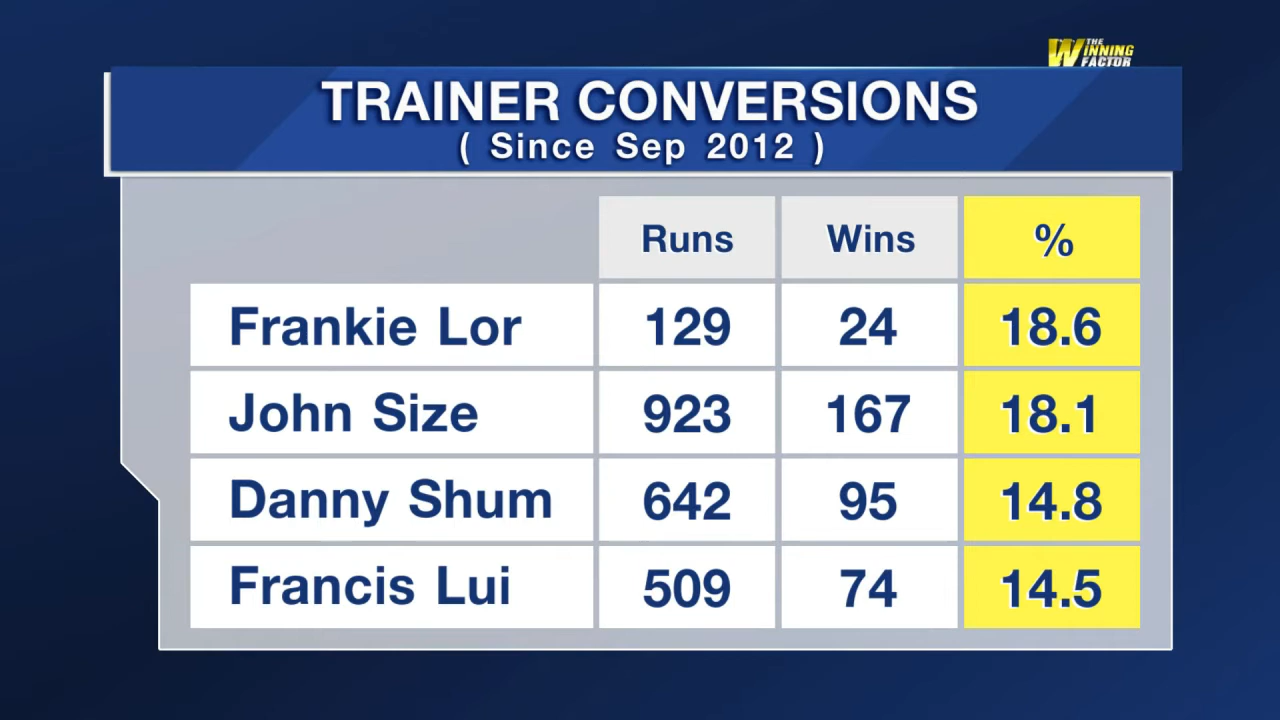 THE
WINNING
FACTOR
TRAINER CONVERSIONS
( Since Sep 2012 )
Runs Wins %
Frankie Lor 129 24 18.6
John Size 923 167 18.1
Danny Shum 642 95 14.8
Francis Lui 509 74 14.5